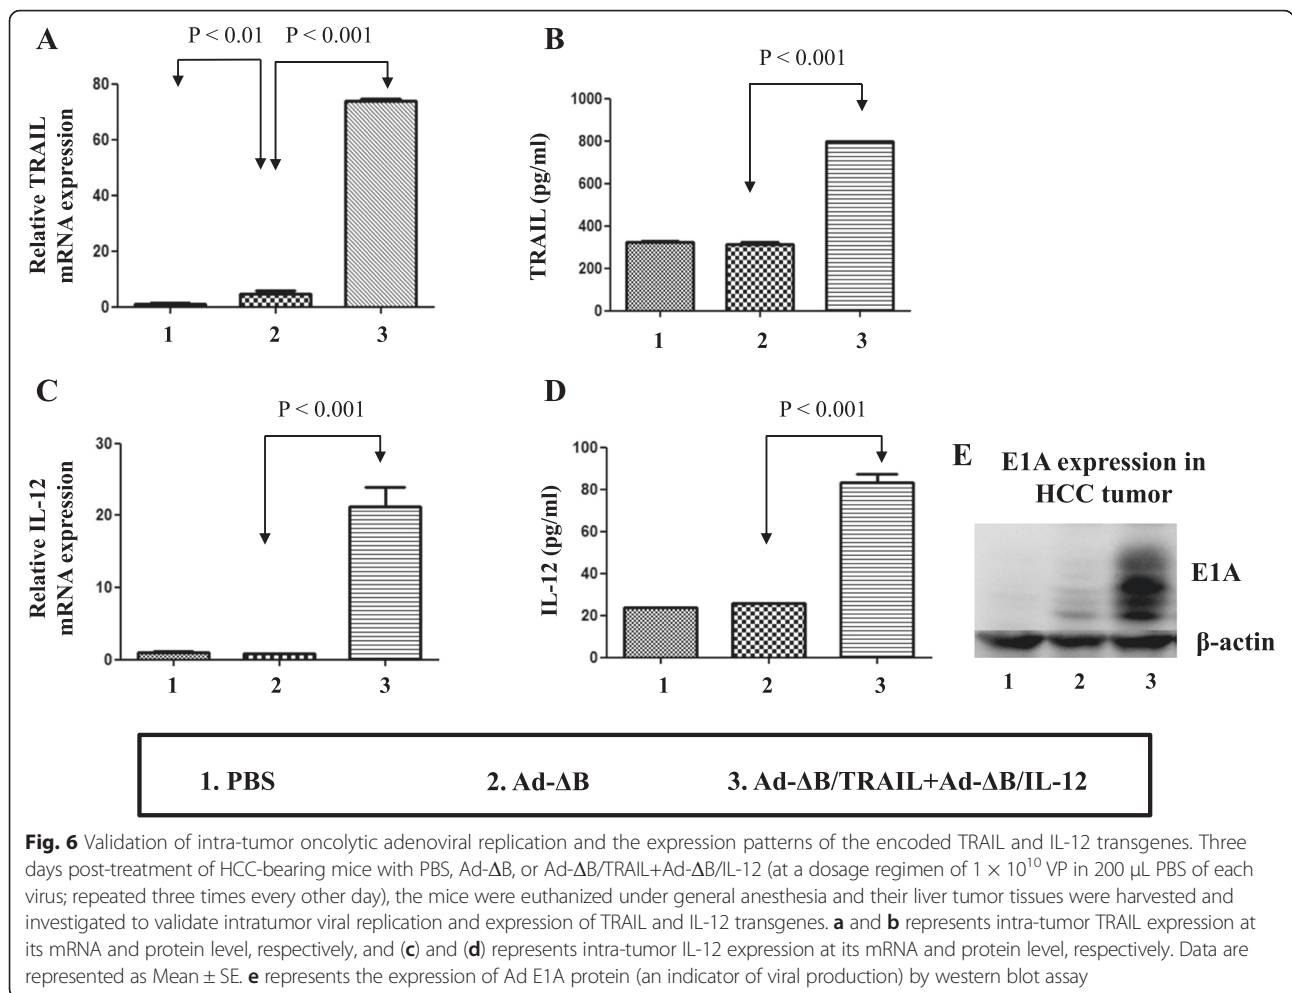 A
P < 0.01
P < 0.001
Relative TRAIL
mRNA expression
80
60
40
20
0
1
2
3
B
P < 0.001
TRAIL (pg/ml)
1000
800
600
400
200
0
1
2
3
C
P < 0.001
Relative IL-12
mRNA expression
30
20
10
0
1
2
3
D
P < 0.001
IL-12 (pg/ml)
100
80
60
40
20
0
1
2
3
E
E1A expression in
HCC tumor
E1A
β-actin
1
2
3
1. PBS 2. Ad-ΔB 3. Ad-ΔB/TRAIL+Ad-ΔB/IL-12
Fig. 6 Validation of intra-tumor oncolytic adenoviral replication and the expression patterns of the encoded TRAIL and IL-12 transgenes. Three
days post-treatment of HCC-bearing mice with PBS, Ad-ΔB, or Ad-ΔB/TRAIL+Ad-ΔB/IL-12 (at a dosage regimen of 1 × 10¹⁰ VP in 200 μL PBS of each
virus; repeated three times every other day), the mice were euthanized under general anesthesia and their liver tumor tissues were harvested and
investigated to validate intratumor viral replication and expression of TRAIL and IL-12 transgenes. a and b represents intra-tumor TRAIL expression at
its mRNA and protein level, respectively, and (c) and (d) represents intra-tumor IL-12 expression at its mRNA and protein level, respectively. Data are
represented as Mean ± SE. e represents the expression of Ad E1A protein (an indicator of viral production) by western blot assay